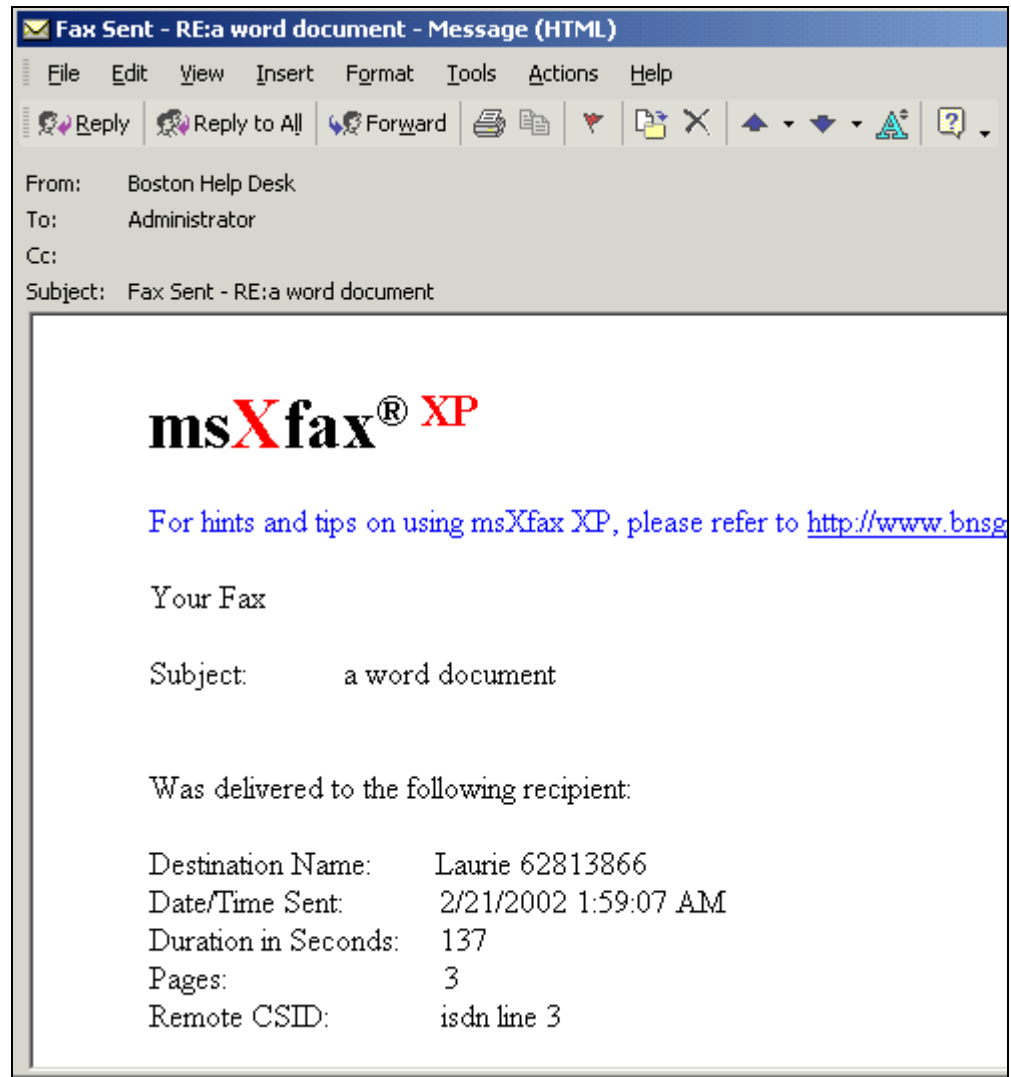 Fax Sent - RE:a word document - Message (HTML)
File Edit View Insert Format Tools Actions Help
Reply Reply to All Forward
From: Boston Help Desk
To: Administrator
Cc:
Subject: Fax Sent - RE:a word document
msXfax® XP
For hints and tips on using msXfax XP, please refer to http://www.bnsg
Your Fax
Subject: a word document
Was delivered to the following recipient:
Destination Name: Laurie 62813866
Date/Time Sent: 2/21/2002 1:59:07 AM
Duration in Seconds: 137
Pages: 3
Remote CSID: isdn line 3